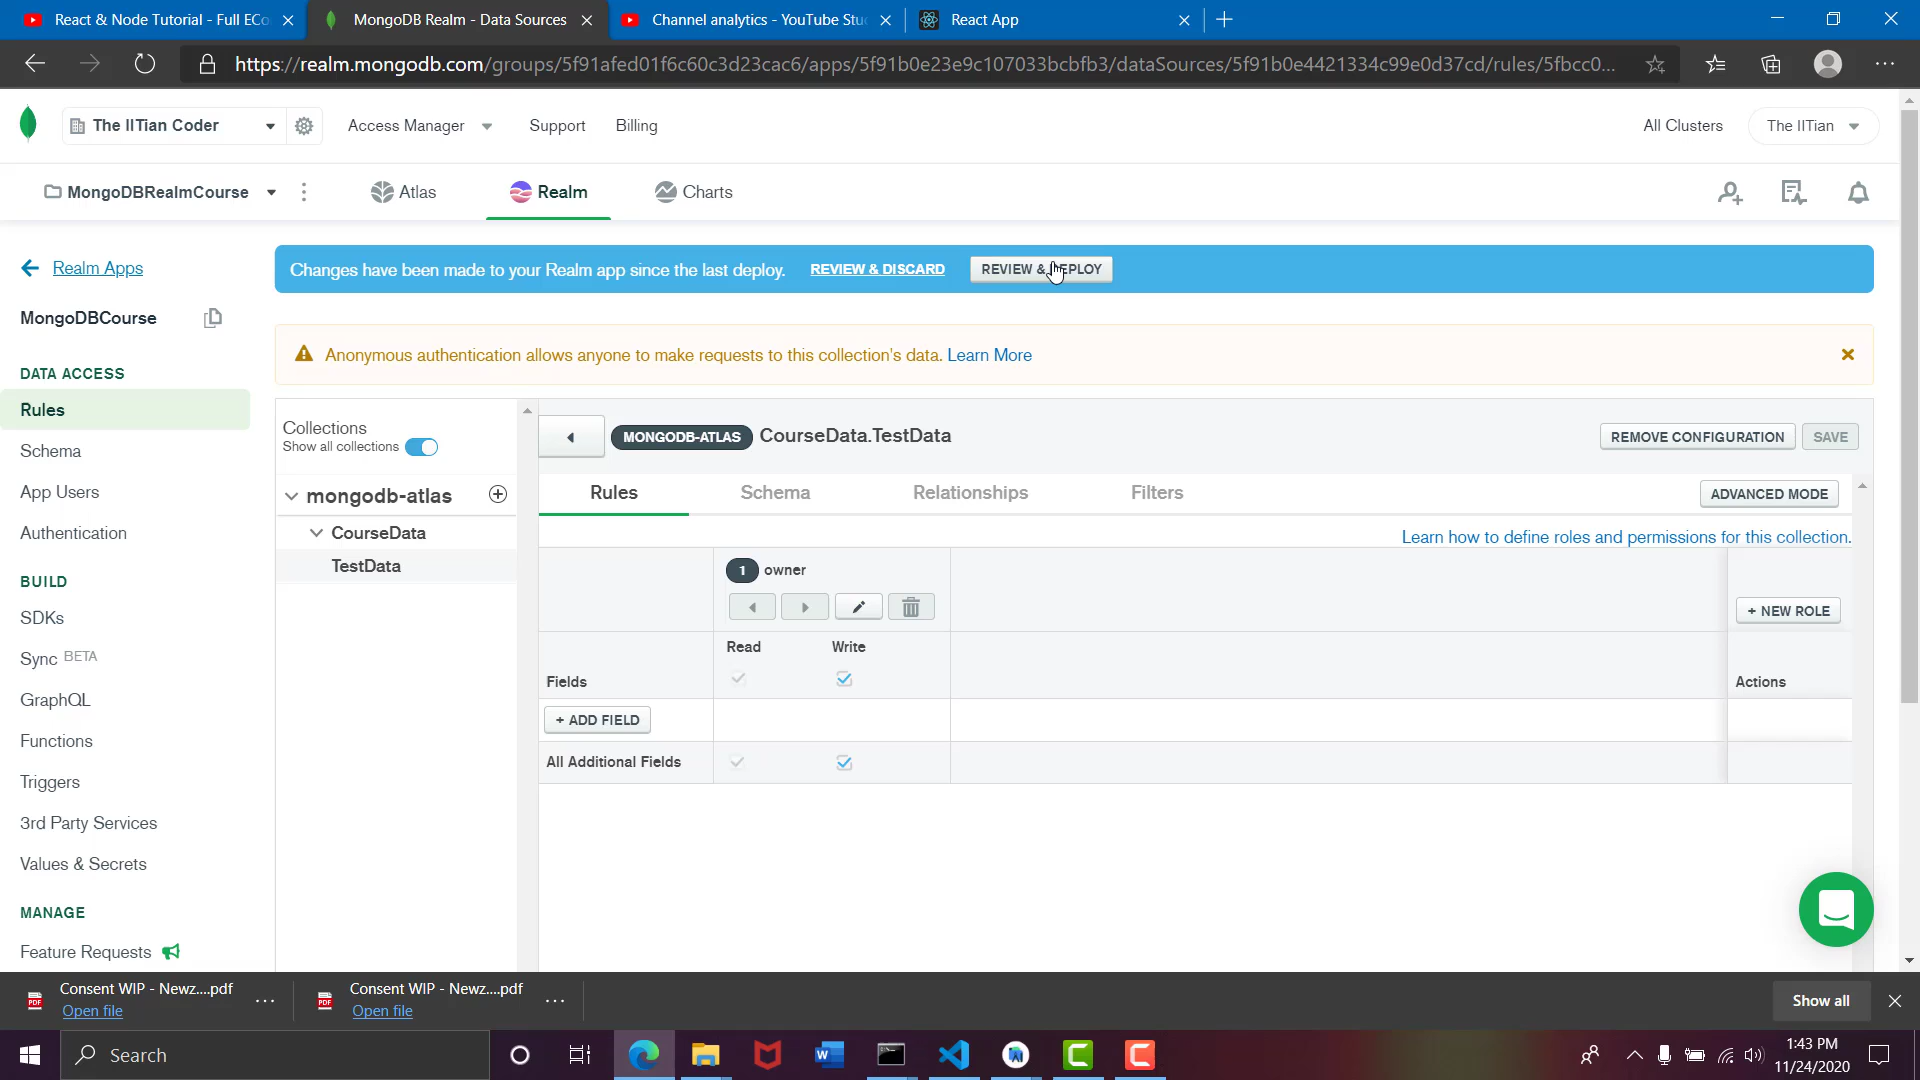 React & Node Tutorial - Full ECo
MongoDB Realm - Data Sources
Channel analytics - YouTube Stu
React App
https://realm.mongodb.com/groups/5f91afed01f6c60c3d23cac6/apps/5f91b0e23e9c107033bcbfb3/dataSources/5f91b0e4421334c99e0d37cd/rules/5fbcc0...
The IITian Coder
Access Manager
Support
Billing
All Clusters
The IITian
MongoDBRealmCourse
Atlas
Realm
Charts
Realm Apps
Changes have been made to your Realm app since the last deploy.
REVIEW & DISCARD
REVIEW & DEPLOY
MongoDBCourse
Anonymous authentication allows anyone to make requests to this collection's data. Learn More
DATA ACCESS
Rules
Schema
App Users
Authentication
BUILD
SDKs
Sync BETA
GraphQL
Functions
Triggers
3rd Party Services
Values & Secrets
MANAGE
Feature Requests
Collections
Show all collections
mongodb-atlas
CourseData
TestData
MONGODB-ATLAS
CourseData.TestData
REMOVE CONFIGURATION
SAVE
Rules
Schema
Relationships
Filters
ADVANCED MODE
Learn how to define roles and permissions for this collection.
1 owner
+ NEW ROLE
Read
Write
Fields
Actions
+ ADD FIELD
All Additional Fields
Consent WIP - Newz....pdf
Open file
Consent WIP - Newz....pdf
Open file
Show all
Search
1:43 PM
11/24/2020